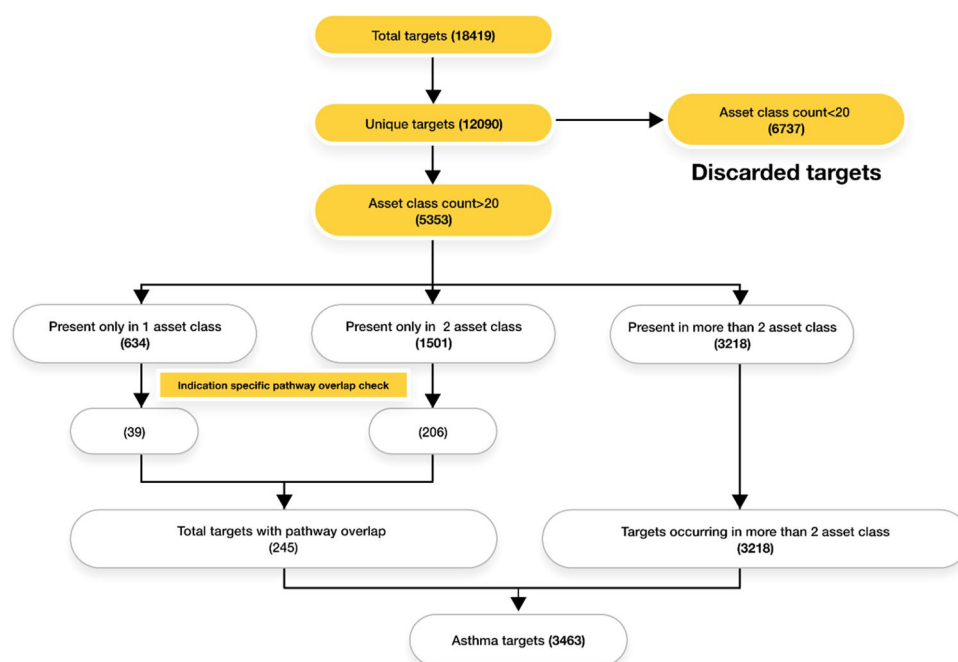 Total targets (18419)
Unique targets (12090)
Asset class count<20
(6737)
Discarded targets
Asset class count>20
(5353)
Present only in 1 asset class
(634)
Present only in 2 asset class
(1501)
Present in more than 2 asset class
(3218)
Indication specific pathway overlap check
(39)
(206)
Total targets with pathway overlap
(245)
Targets occurring in more than 2 asset class
(3218)
Asthma targets (3463)